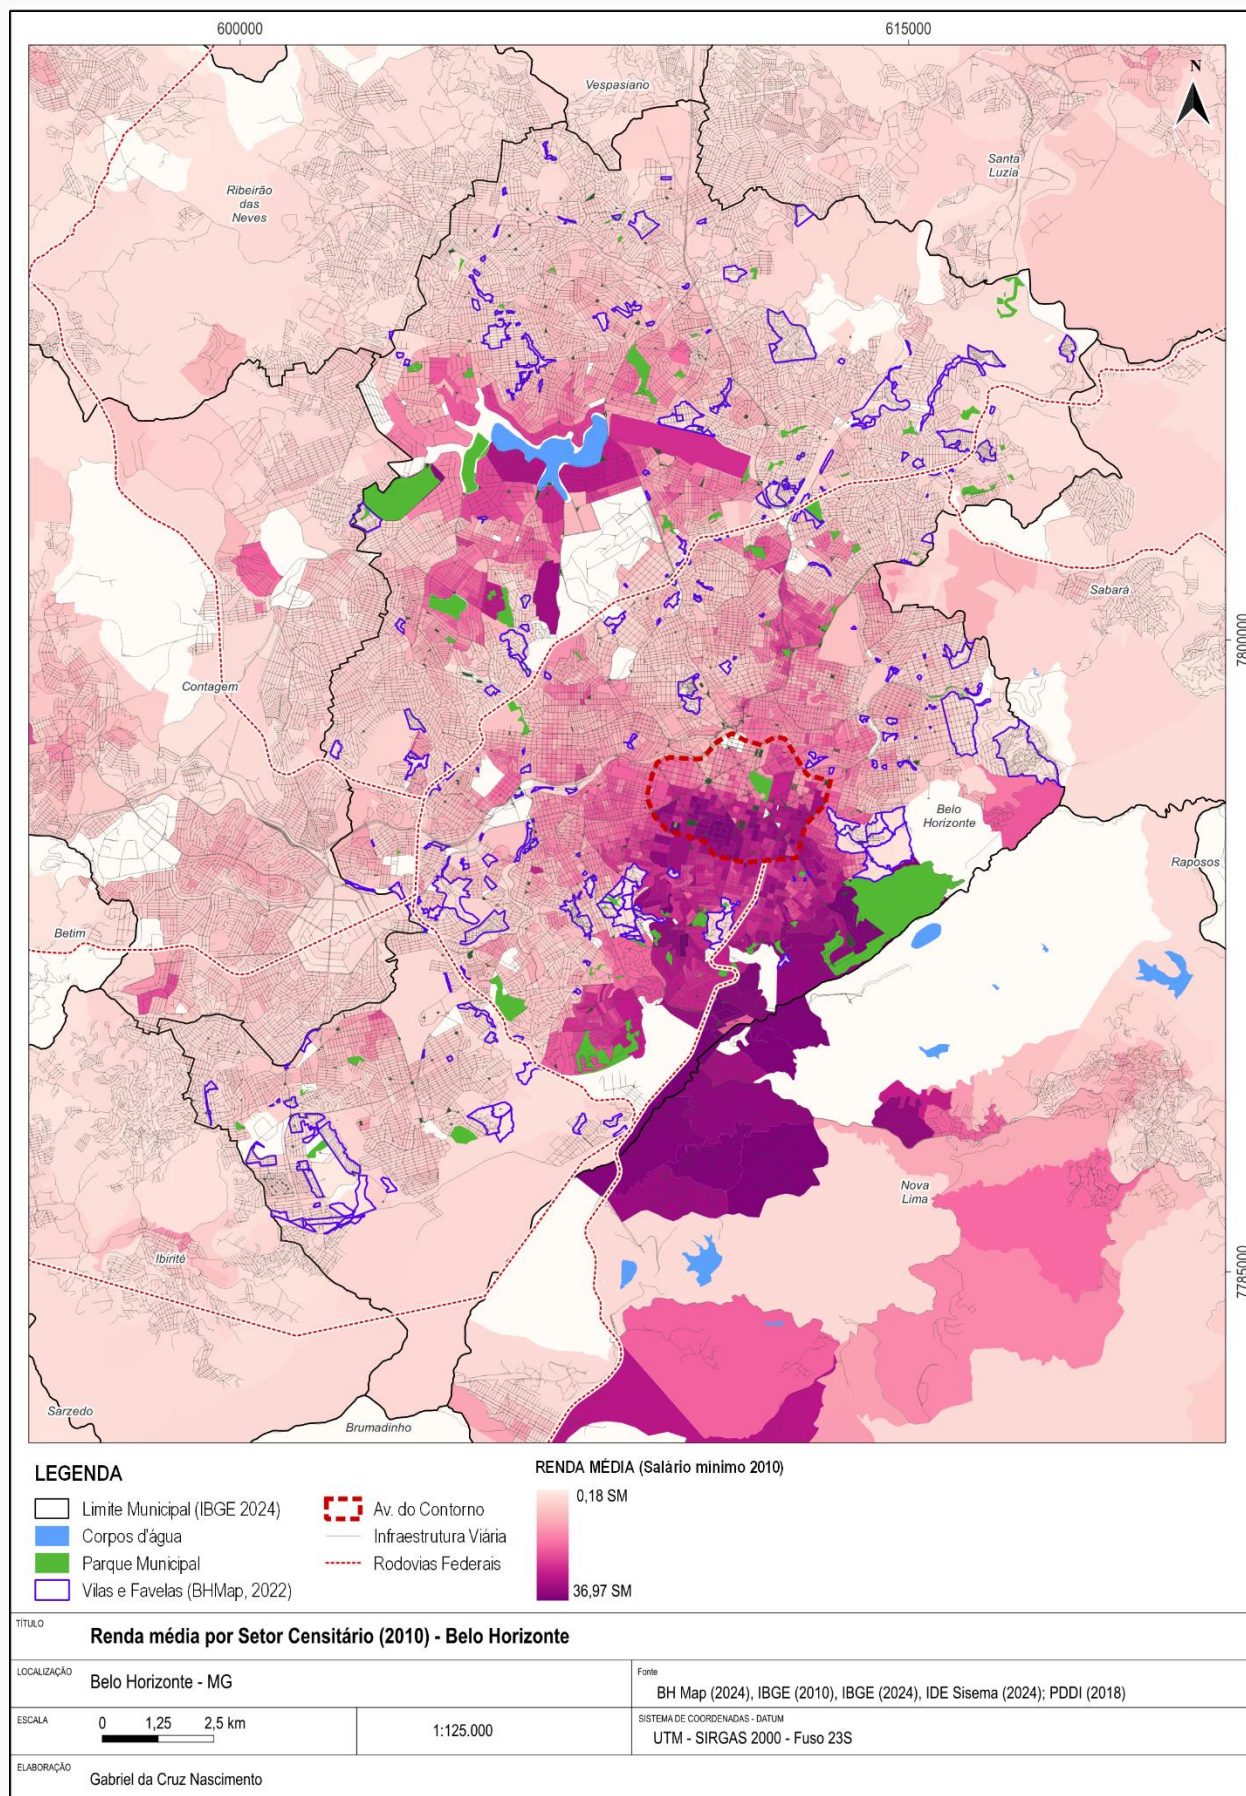 600000
615000
N
Vespasiano
Santa
Luzia
Ribeirão
das
Neves
Sabará
7800000
Contagem
Belo
Horizonte
Raposos
Betim
Nova
Lima
Ibirité
7785000
Sarzedo
Brumadinho
LEGENDA
Limite Municipal (IBGE 2024)
Corpos d'água
Parque Municipal
Vilas e Favelas (BHMap, 2022)
Av. do Contorno
Infraestrutura Viária
Rodovias Federais
RENDA MÉDIA (Salário mínimo 2010)
0,18 SM
36,97 SM
TÍTULO
Renda média por Setor Censitário (2010) - Belo Horizonte
LOCALIZAÇÃO
Belo Horizonte - MG
Fonte
BH Map (2024), IBGE (2010), IBGE (2024), IDE Sisema (2024); PDDI (2018)
ESCALA
0 1,25 2,5 km
1:125.000
SISTEMA DE COORDENADAS - DATUM
UTM - SIRGAS 2000 - Fuso 23S
ELABORAÇÃO
Gabriel da Cruz Nascimento